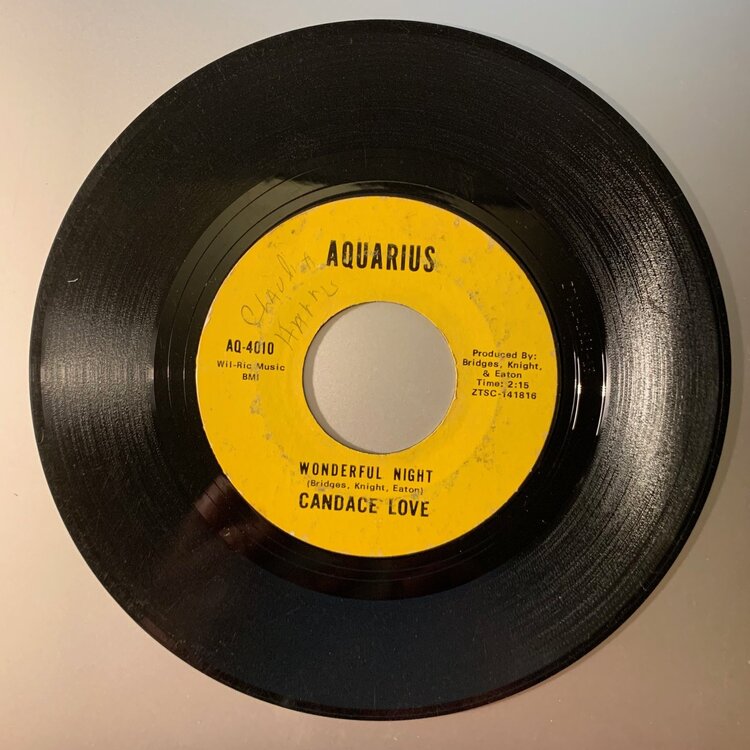 AQUARIUS
Claudia
AQ-4010
Wil-Ric Music
BMI
Produced By:
Bridges, Knight,
& Eaton
Time: 2:15
ZTSC-141816
WONDERFUL NIGHT
(Bridges, Knight, Eaton)
CANDACE LOVE